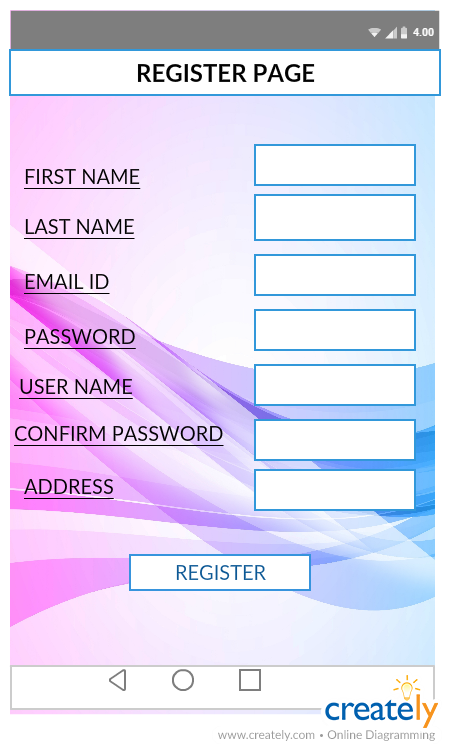 4.00
REGISTER PAGE
FIRST NAME
LAST NAME
EMAIL ID
PASSWORD
USER NAME
CONFIRM PASSWORD
ADDRESS
REGISTER
creately
www.creately.com • Online Diagramming